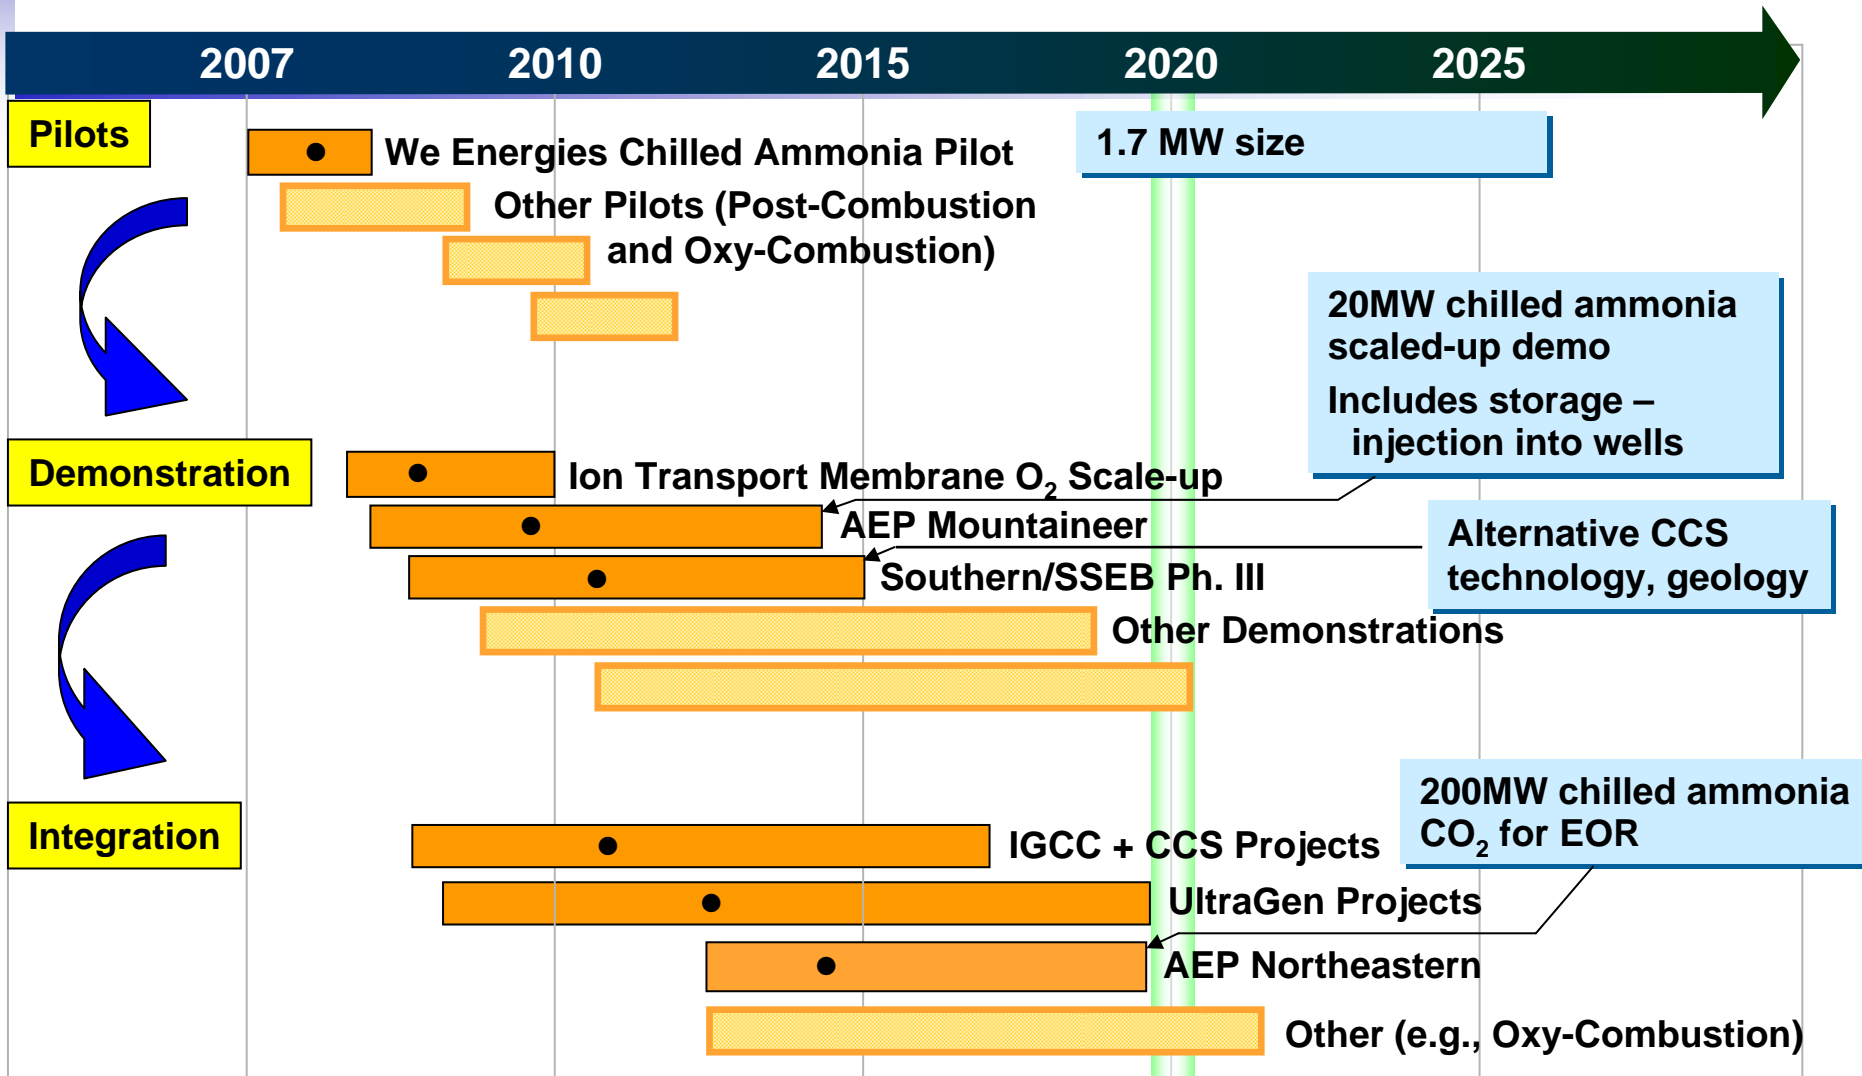 2007 2010 2015 2020 2025
Pilots
We Energies Chilled Ammonia Pilot
1.7 MW size
Other Pilots (Post-Combustion
and Oxy-Combustion)
20MW chilled ammonia
scaled-up demo
Includes storage –
injection into wells
Demonstration
Ion Transport Membrane O₂ Scale-up
AEP Mountaineer
Alternative CCS
technology, geology
Southern/SSEB Ph. III
Other Demonstrations
200MW chilled ammonia
CO₂ for EOR
Integration
IGCC + CCS Projects
UltraGen Projects
AEP Northeastern
Other (e.g., Oxy-Combustion)